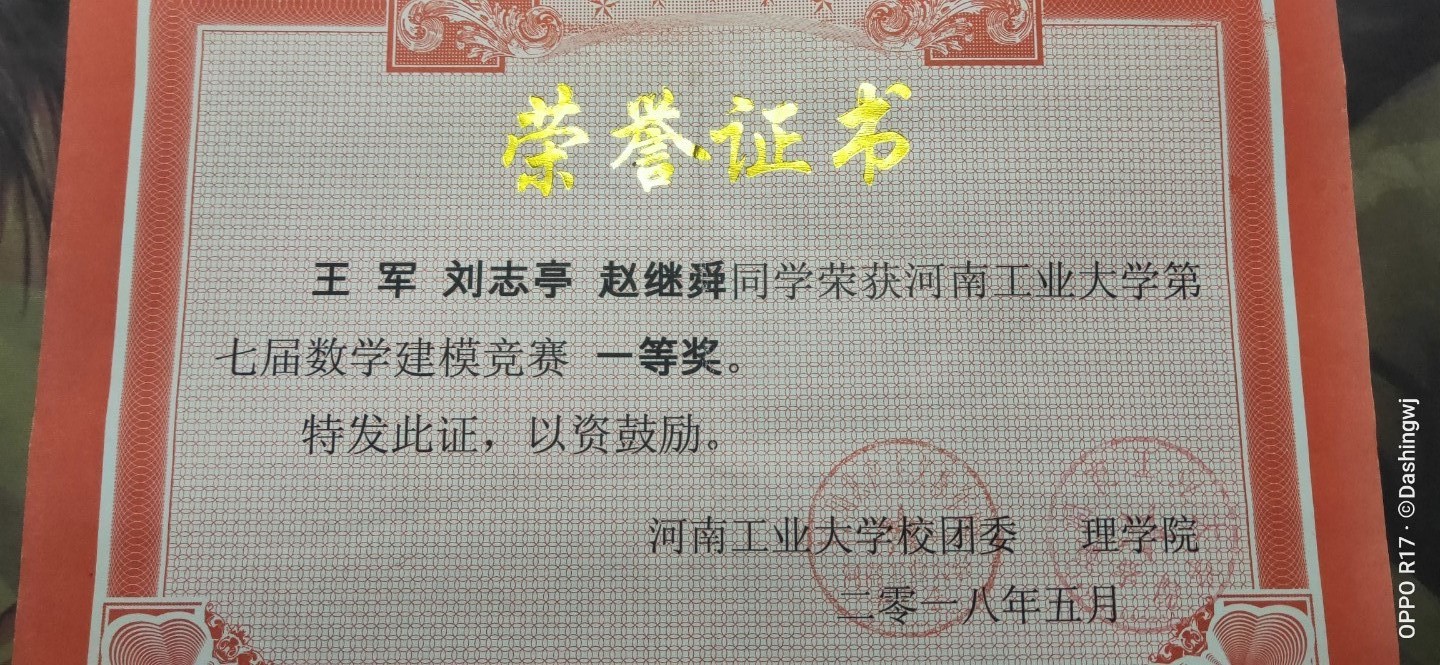 荣誉证书
王 军 刘志亭 赵继舜同学荣获河南工业大学第
七届数学建模竞赛 一等奖。
特发此证，以资鼓励。
河南工业大学校团委 理学院
二零一八年五月
OPPO R17 · ©Dashingwj